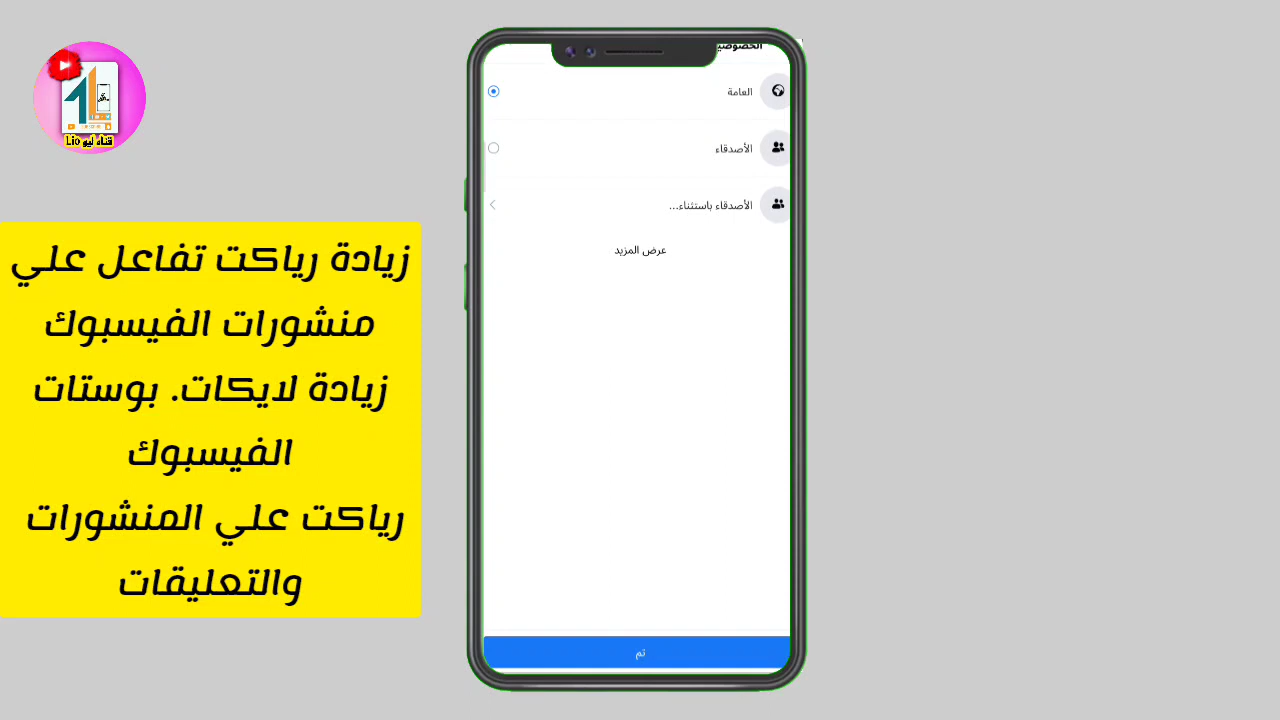 قناه ليو Lio
زيادة رياكت تفاعل علي
منشورات الفيسبوك
زيادة لايكات. بوستات
الفيسبوك
رياكت علي المنشورات
والتعليقات
العامة
الأصدقاء
الأصدقاء باستثناء...
عرض المزيد
تم